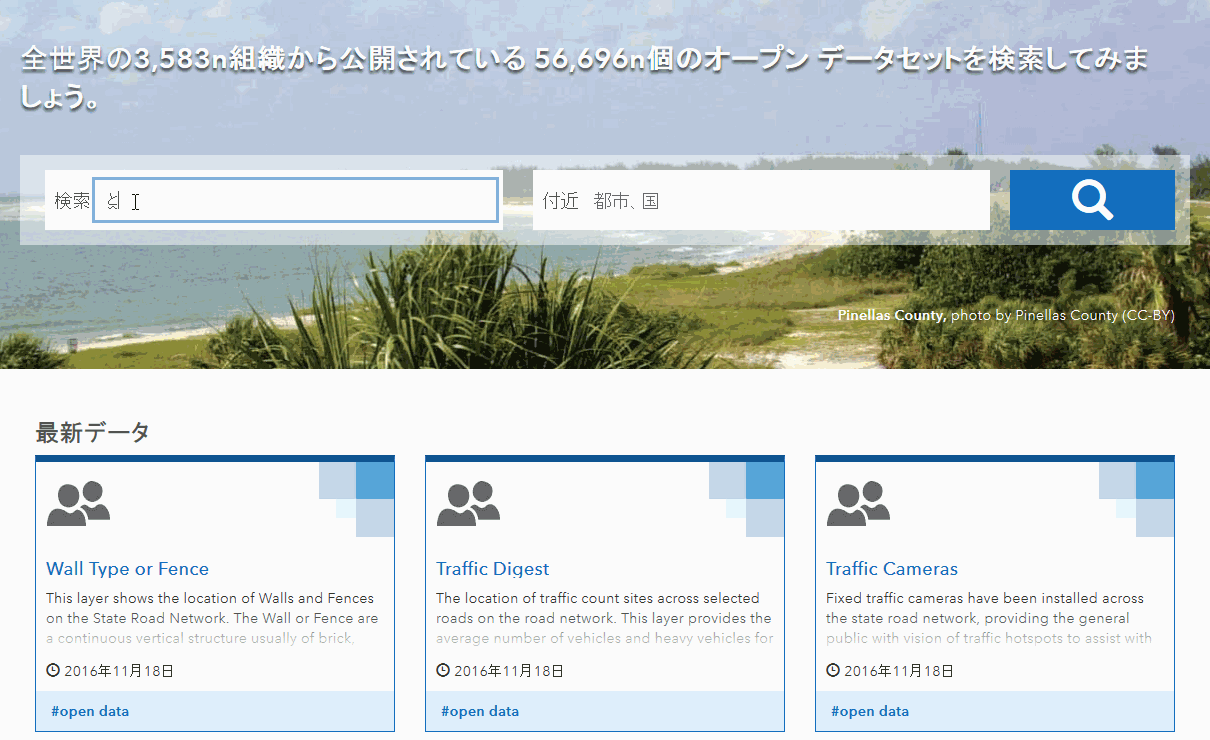 全世界の3,583n組織から公開されている 56,696n個のオープン データセットを検索してみま
しょう。
検索 ど
付近 都市、国
Pinellas County, photo by Pinellas County (CC-BY)
最新データ
Wall Type or Fence
This layer shows the location of Walls and Fences
on the State Road Network. The Wall or Fence are
a continuous vertical structure usually of brick,
2016年11月18日
#open data
Traffic Digest
The location of traffic count sites across selected
roads on the road network. This layer provides the
average number of vehicles and heavy vehicles for
2016年11月18日
#open data
Traffic Cameras
Fixed traffic cameras have been installed across
the state road network, providing the general
public with vision of traffic hotspots to assist with
2016年11月18日
#open data